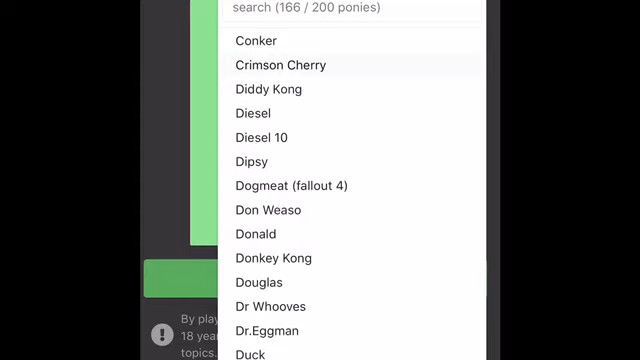 search (166 / 200 ponies)
Conker
Crimson Cherry
Diddy Kong
Diesel
Diesel 10
Dipsy
Dogmeat (fallout 4)
Don Weaso
Donald
Donkey Kong
Douglas
Dr Whooves
Dr.Eggman
Duck
By play
18 year
topics.